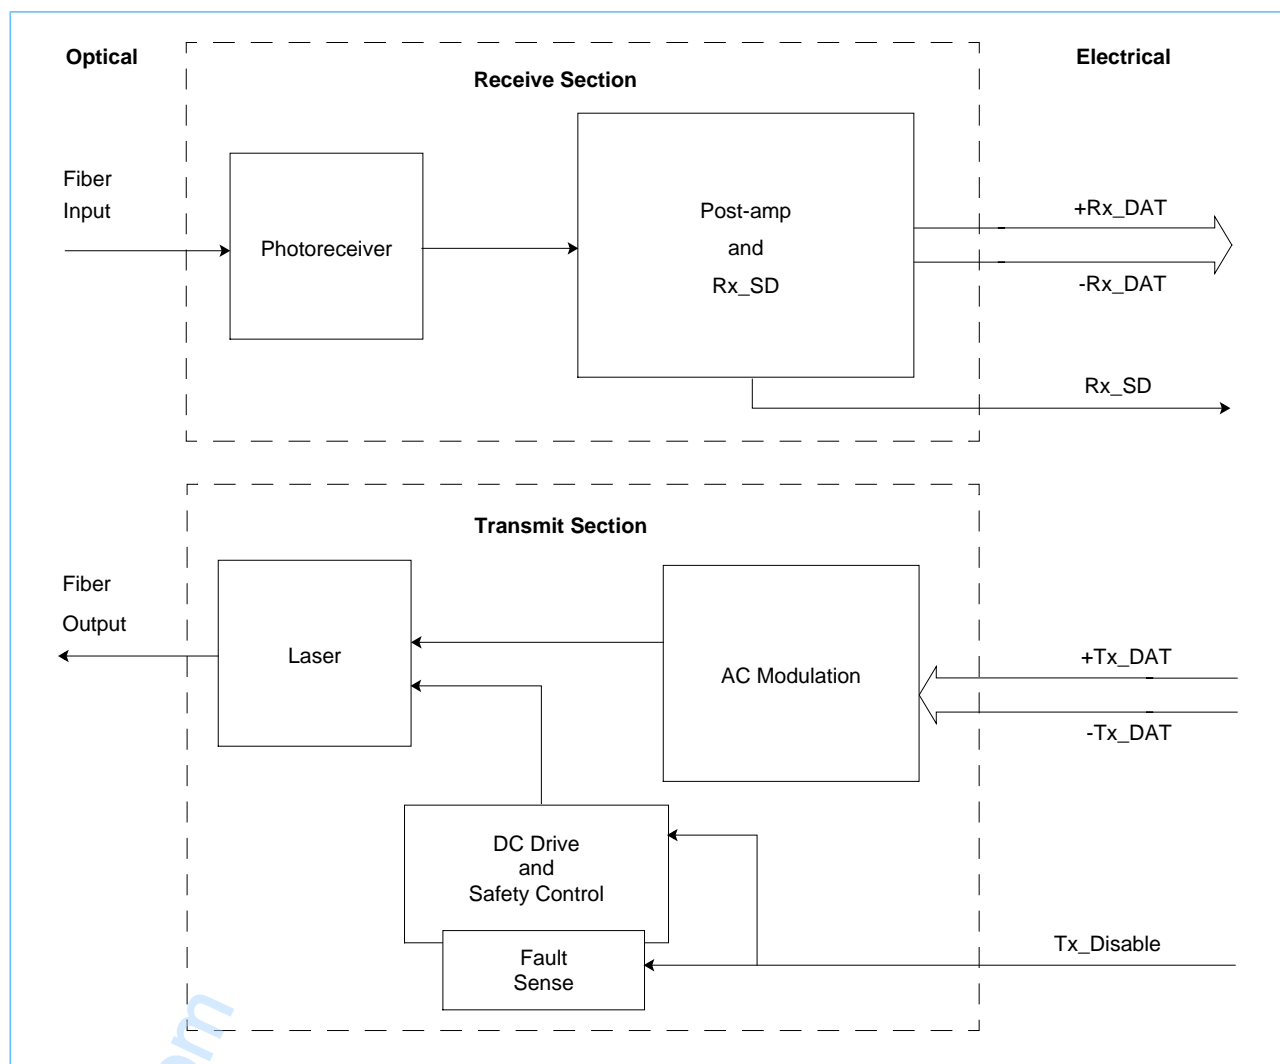 Optical
Electrical
Receive Section
Fiber
Input
Photoreceiver
Post-amp
and
Rx_SD
+Rx_DAT
-Rx_DAT
Rx_SD
Transmit Section
Fiber
Output
Laser
AC Modulation
+Tx_DAT
-Tx_DAT
DC Drive
and
Safety Control
Fault
Sense
Tx_Disable
om